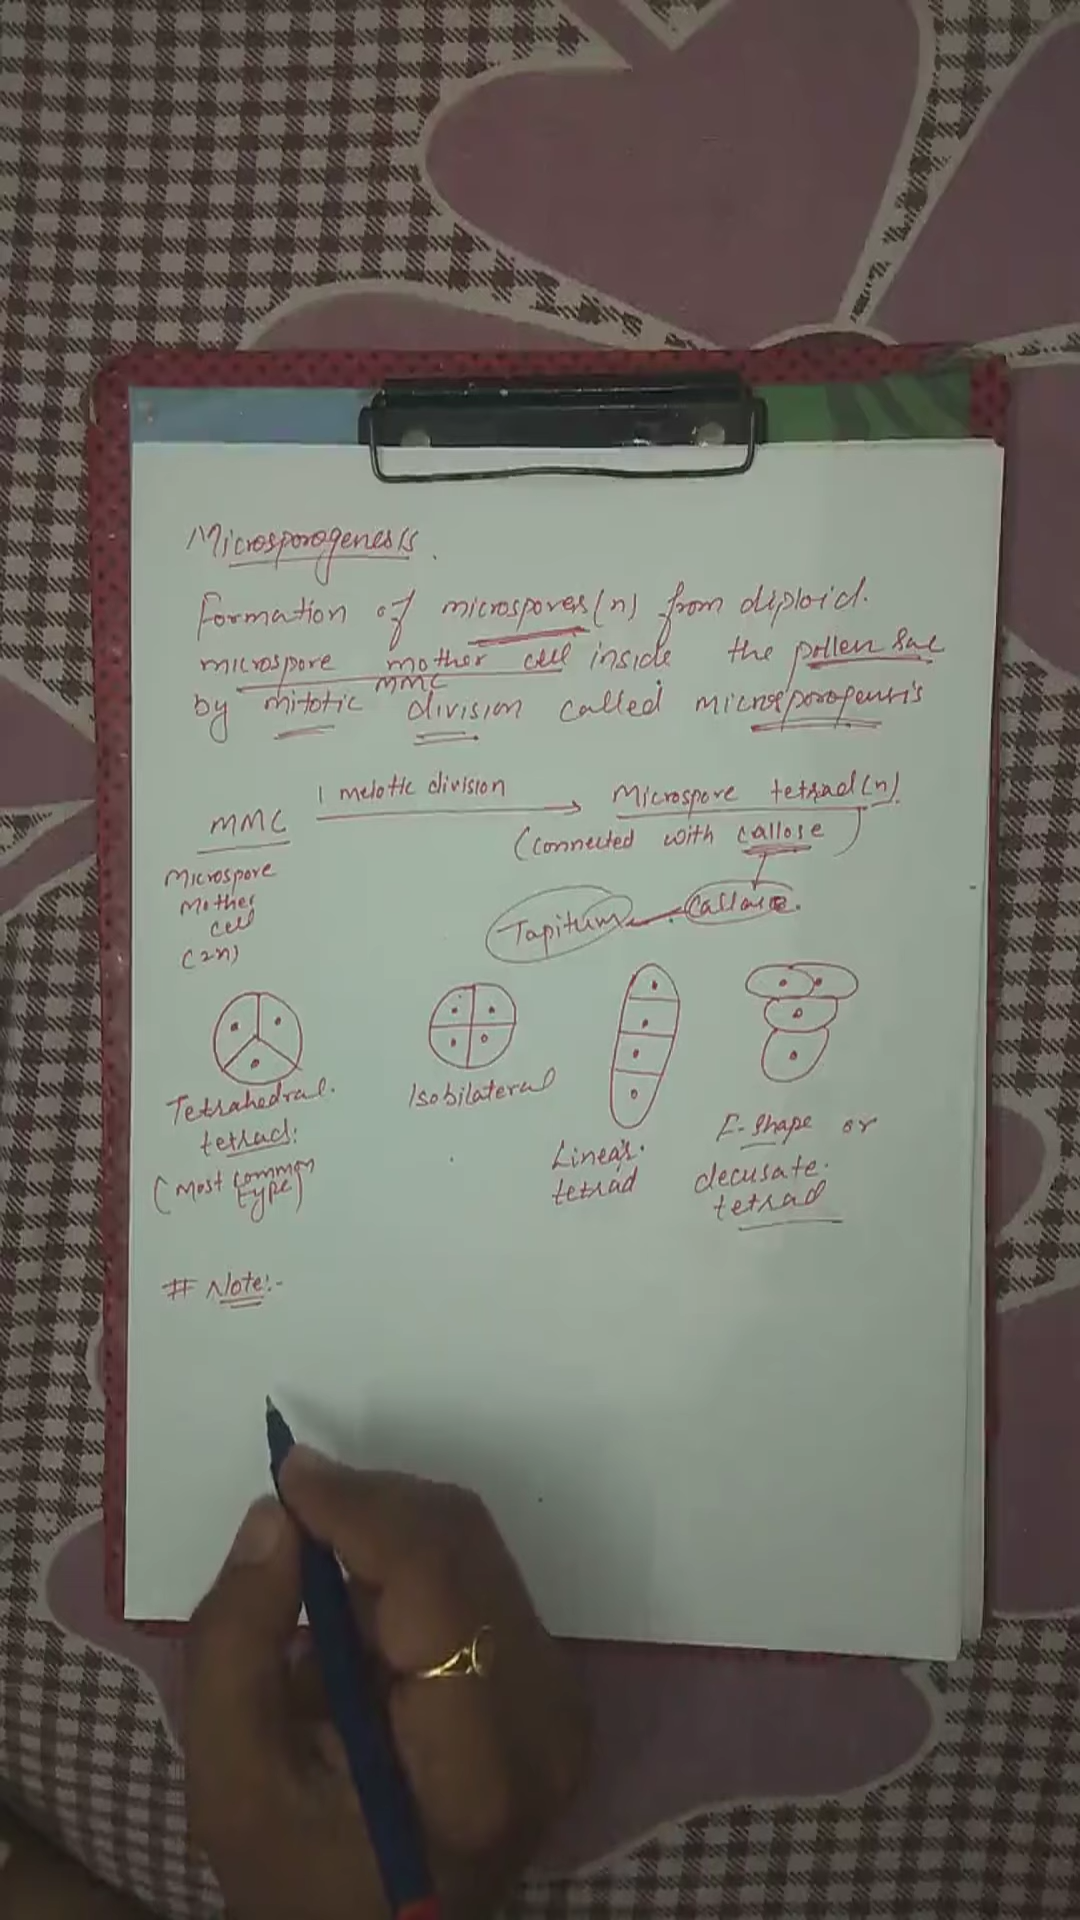 Microsporogenesis.
Formation of microspores (n) from diploid.
microspore mother cell inside the pollen sac
MMC
by mitotic division called microsporogenesis
MMC
1 meiotic division
Microspore tetrad (n).
(connected with callose)
Microspore
Mother
cell
(2n)
Tapitum
Tetrahedral.
tetrad:
(Most common
type)
Isobilateral
Linear.
tetrad
F-shape or
decusate.
tetrad
# Note:-